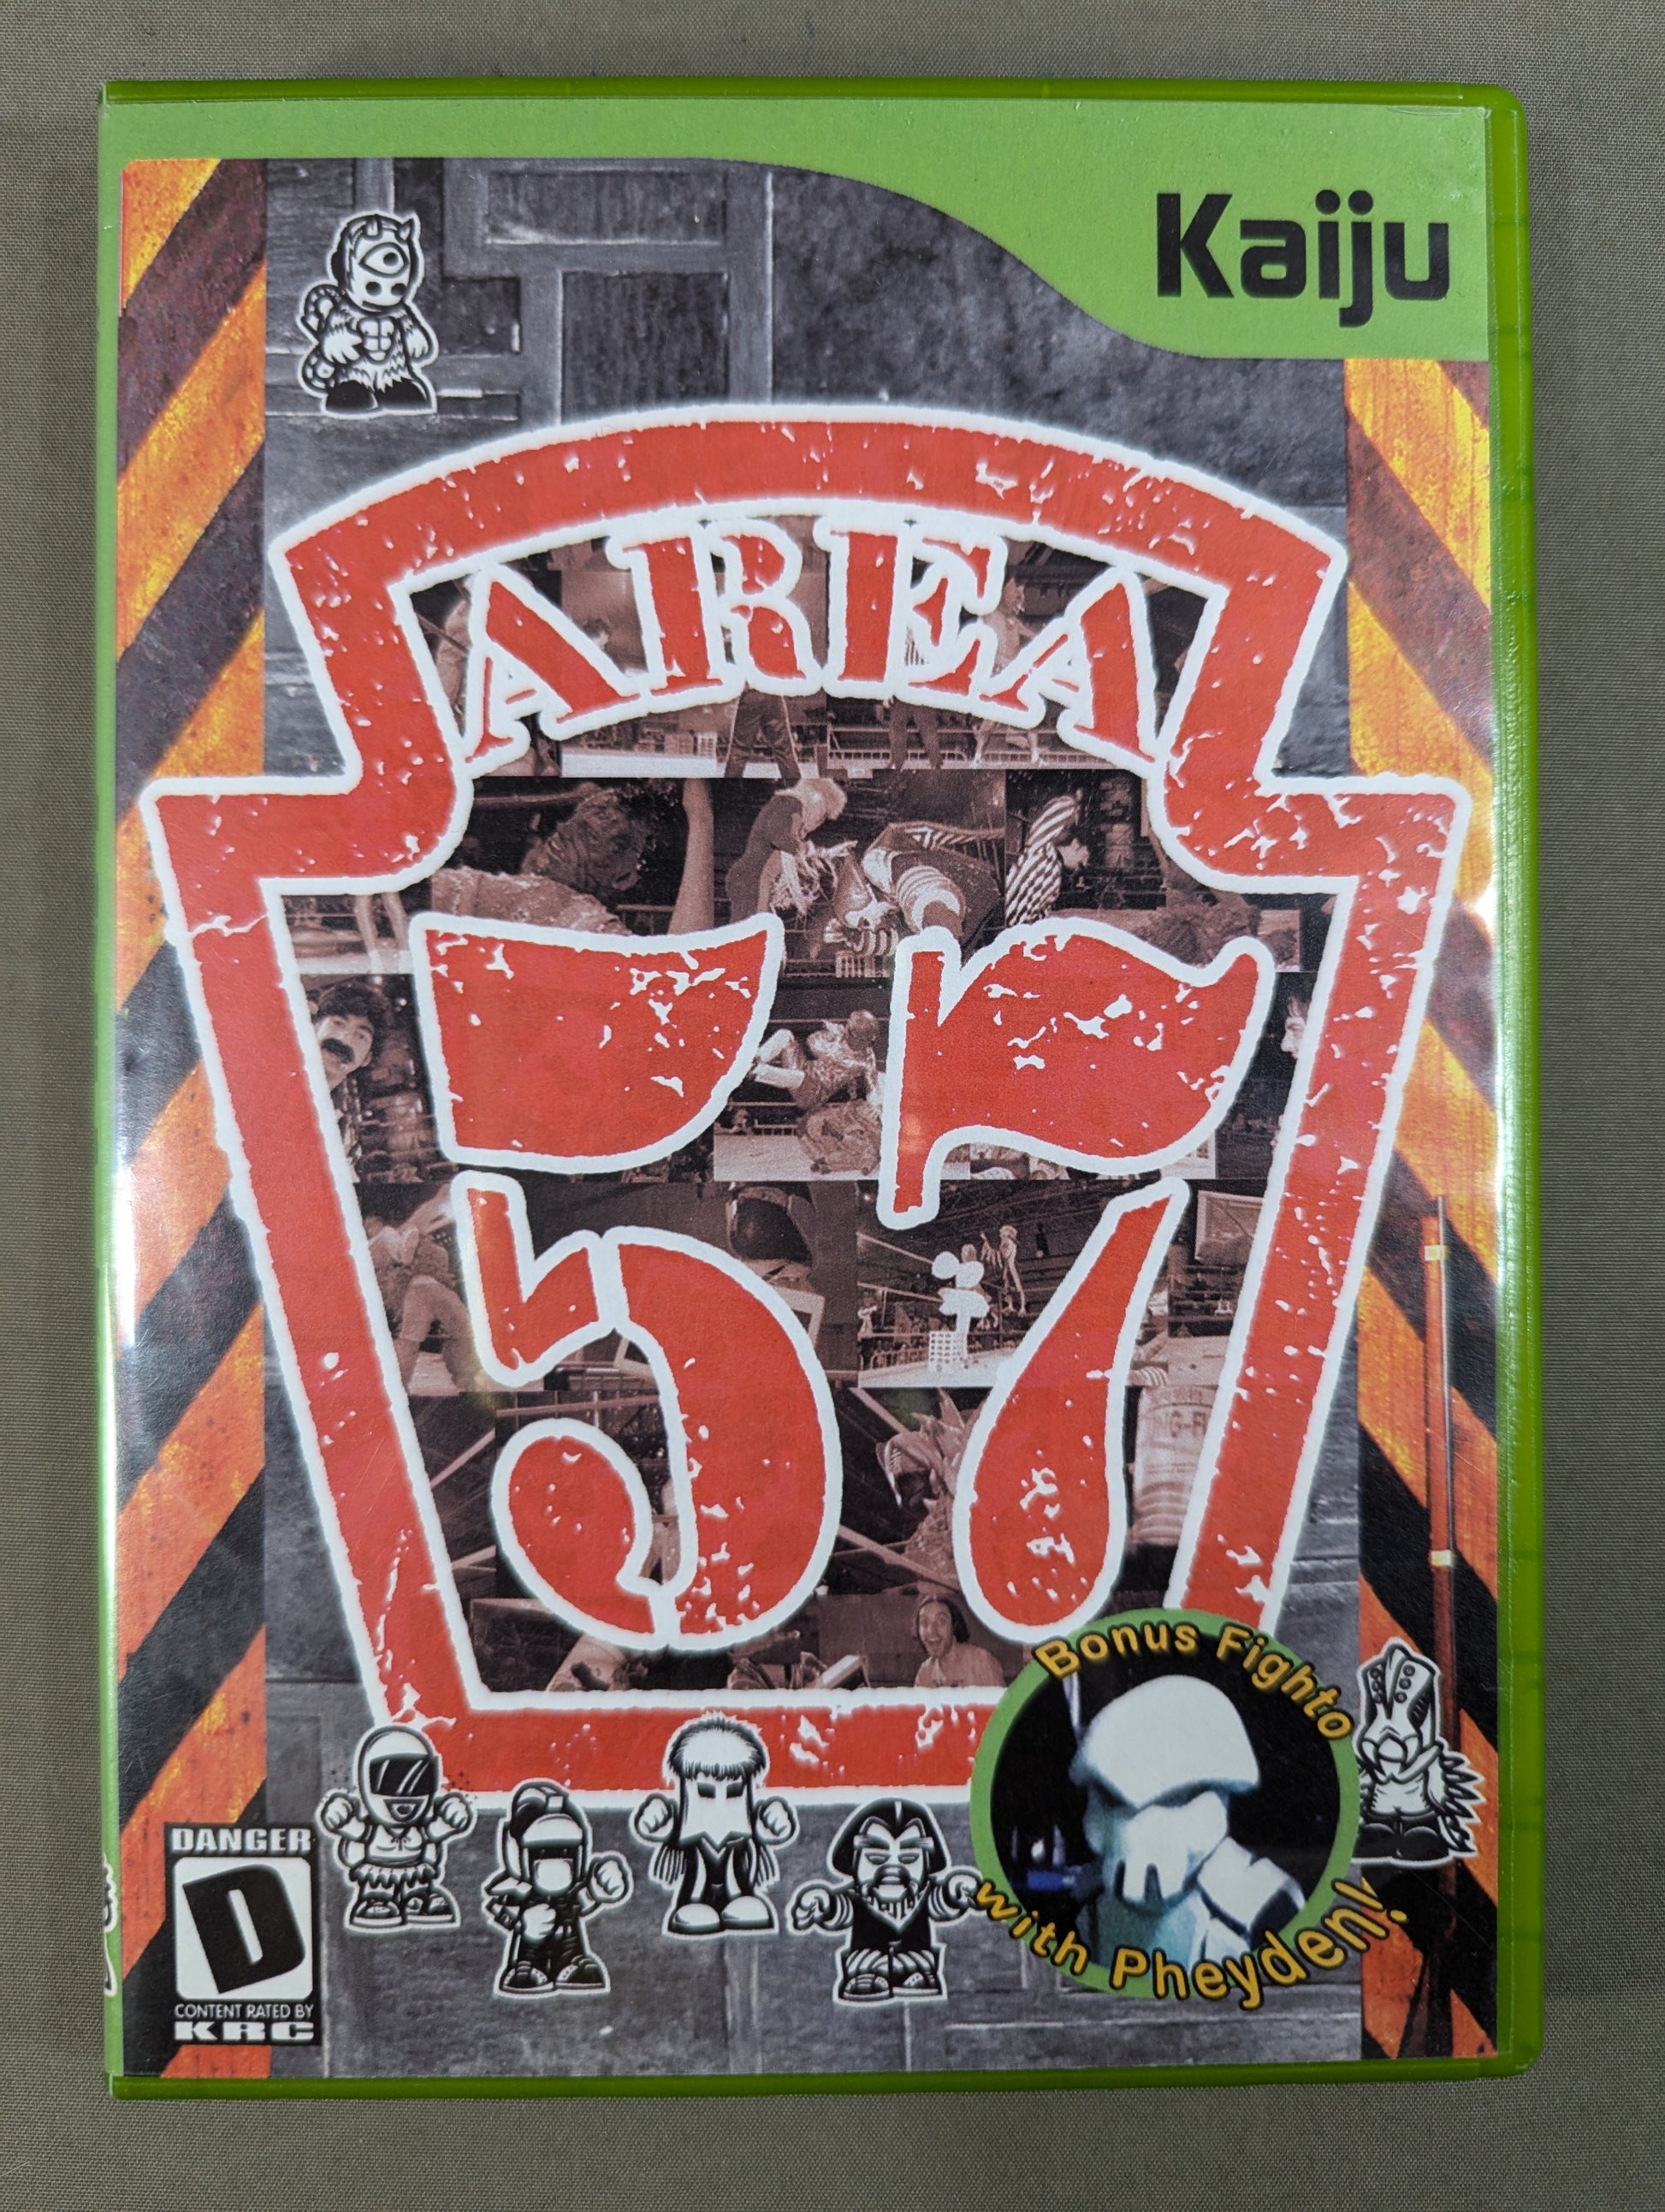 Kaiju
AREA
57
Bonus Fighto
with Pheyden!
DANGER
D
CONTENT RATED BY
KRC